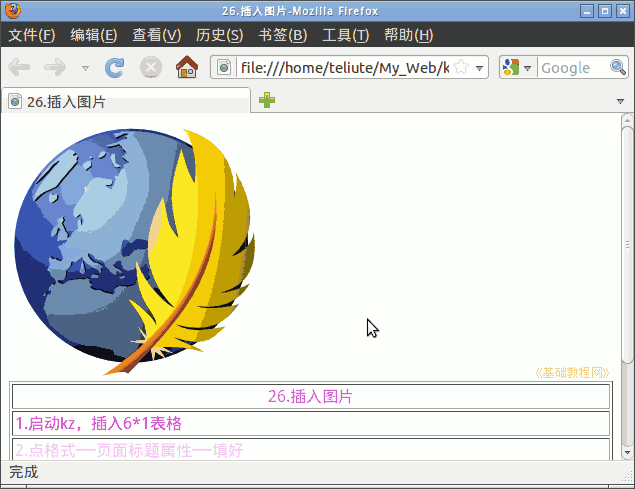 26.插入图片-Mozilla Firefox
文件(F) 编辑(E) 查看(V) 历史(S) 书签(B) 工具(T) 帮助(H)
file:///home/teliute/My_Web/k Google
26.插入图片
《基础教程网》
26.插入图片
1.启动kz，插入6*1表格
2.点格式──页面标题属性──填好
完成